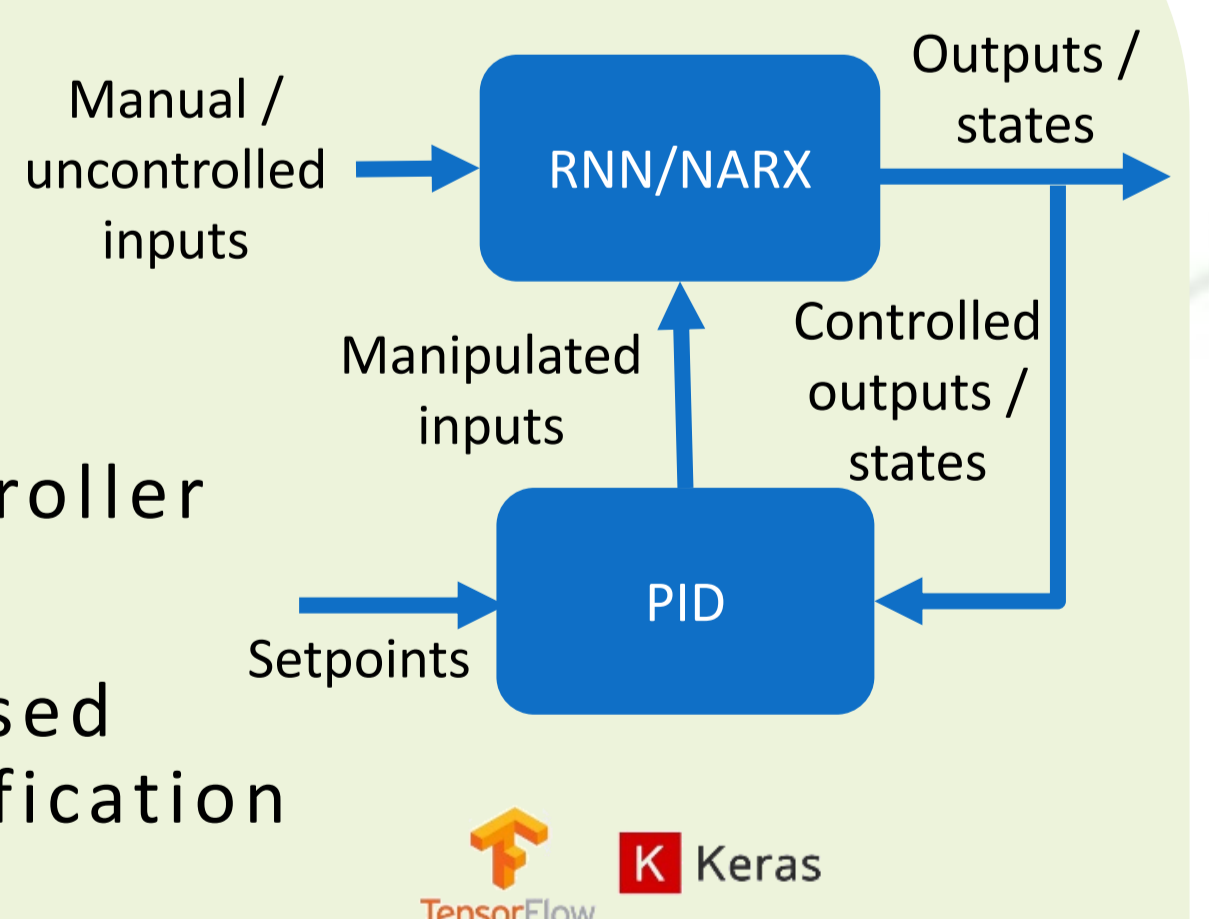 Manual /
uncontrolled
inputs
RNN/NARX
Outputs /
states
Manipulated
inputs
Controlled
outputs /
states
roller
PID
Setpoints
sed
fication
TensorFlow
K Keras